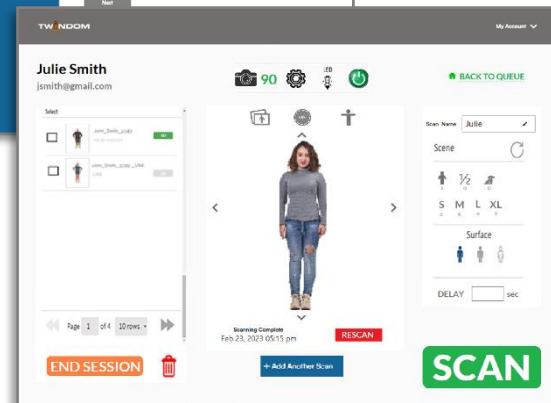 Next
TWINDOM
My Account
Julie Smith
jsmith@gmail.com
90
LED
BACK TO QUEUE
Select
Page 1 of 4 10 rows
END SESSION
Scanning Complete
Feb 23, 2023 05:15 pm
RESCAN
+ Add Another Scan
Scan Name Julie
Scene
½
S M L XL
Surface
DELAY sec
SCAN